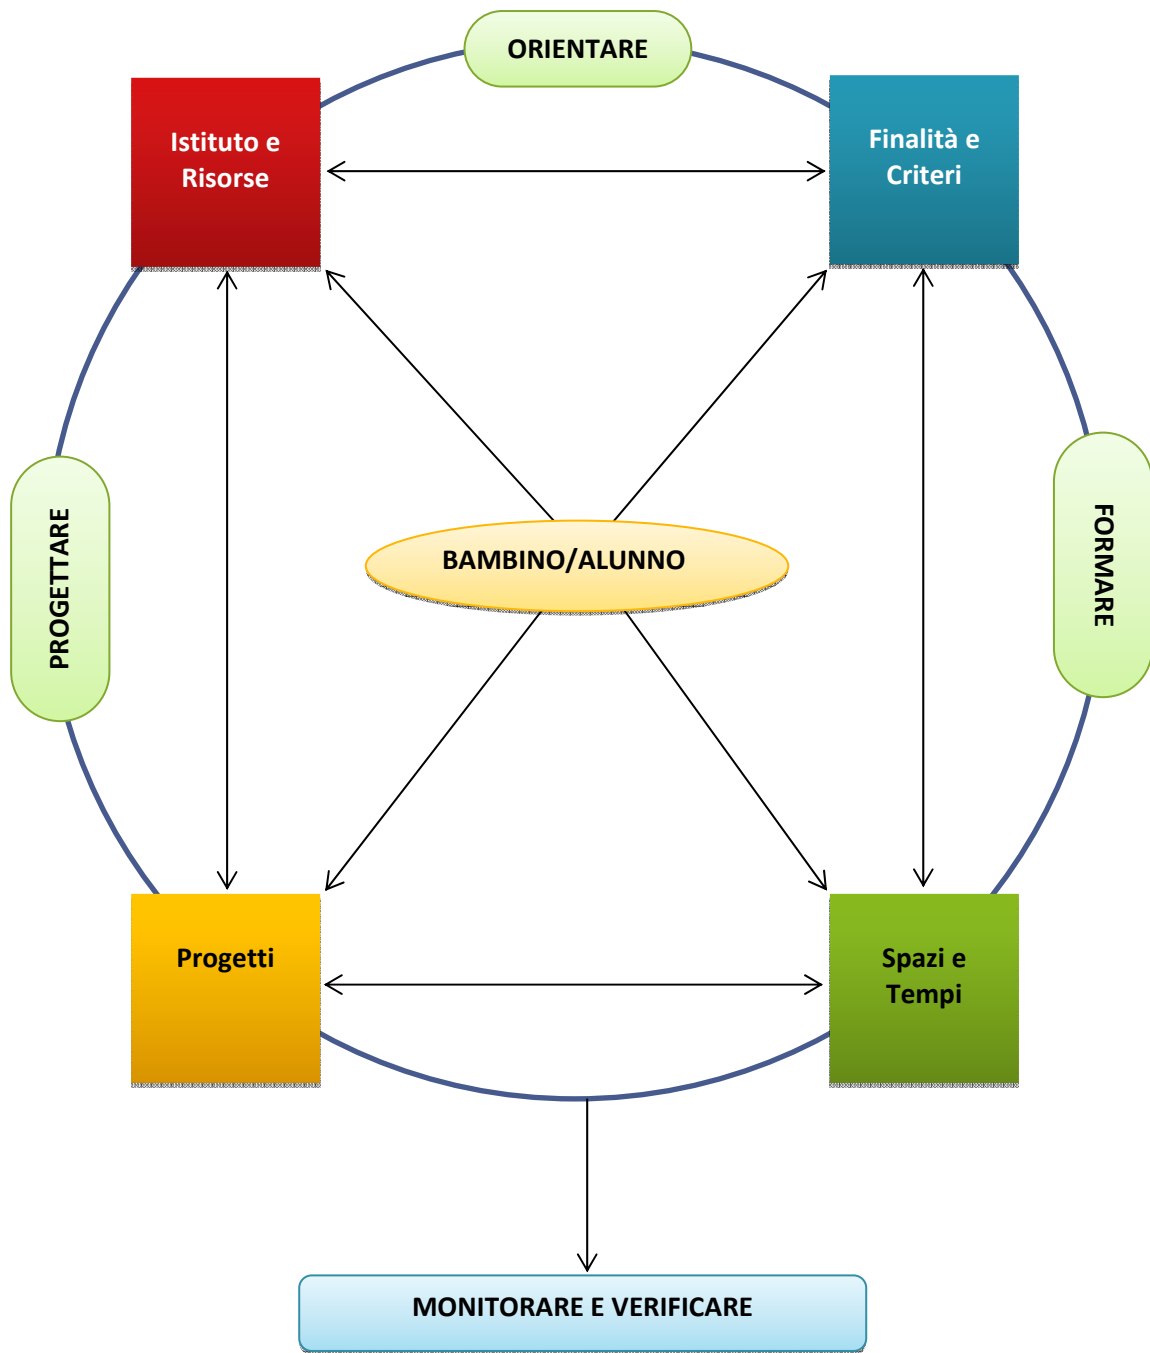 ORIENTARE
Istituto e
Risorse
Finalità e
Criteri
PROGETTARE
BAMBINO/ALUNNO
FORMARE
Progetti
Spazi e
Tempi
MONITORARE E VERIFICARE